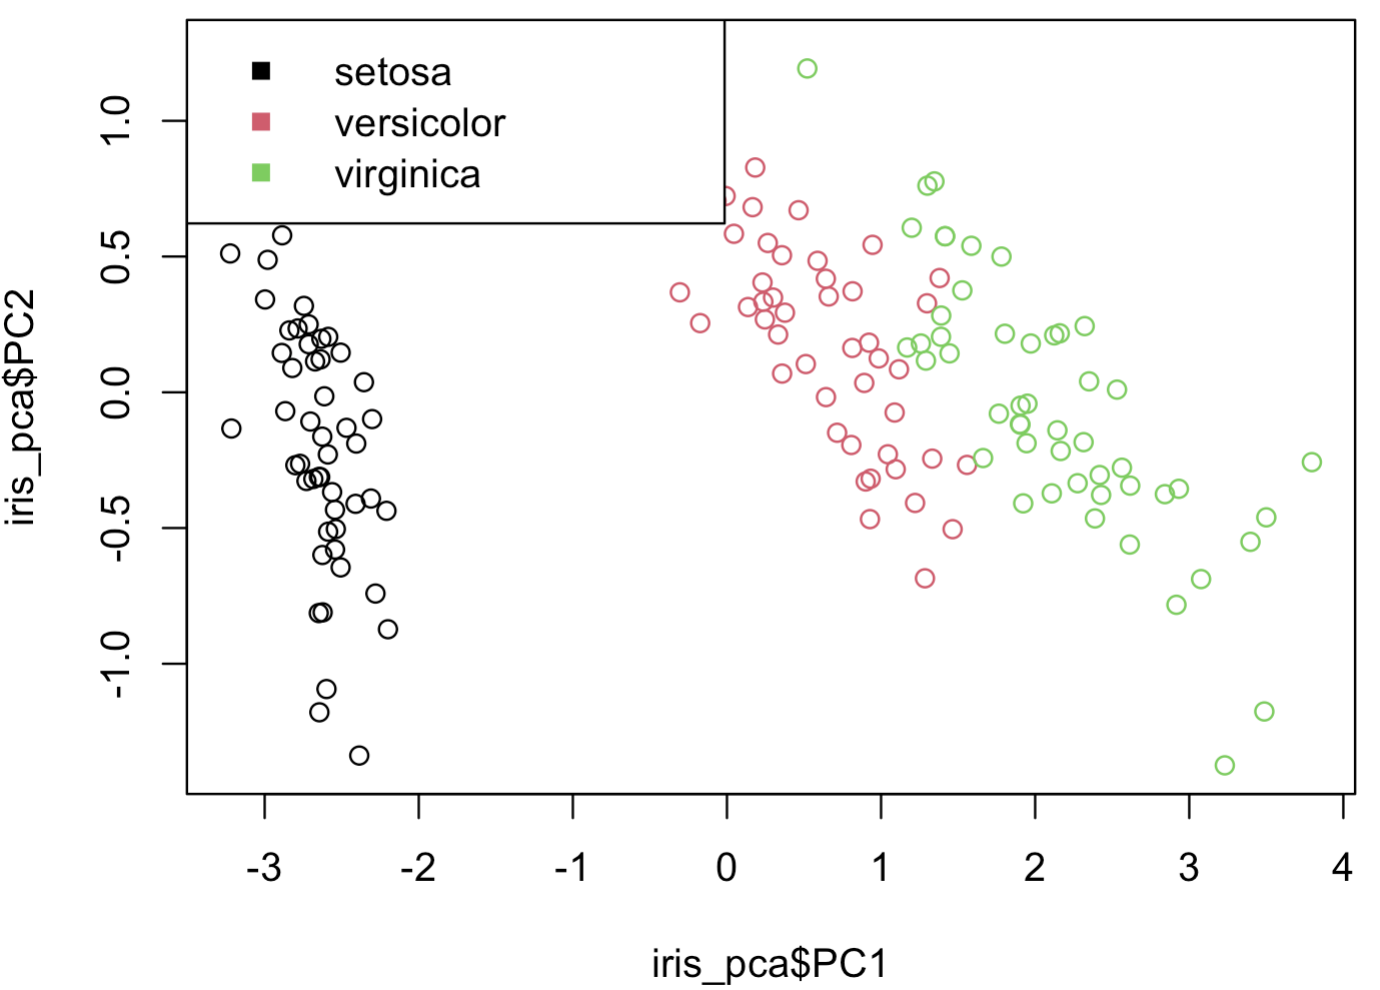 setosa
versicolor
virginica
1.0
0.5
0.0
-0.5
-1.0
iris_pca$PC2
-3 -2 -1 0 1 2 3 4
iris_pca$PC1